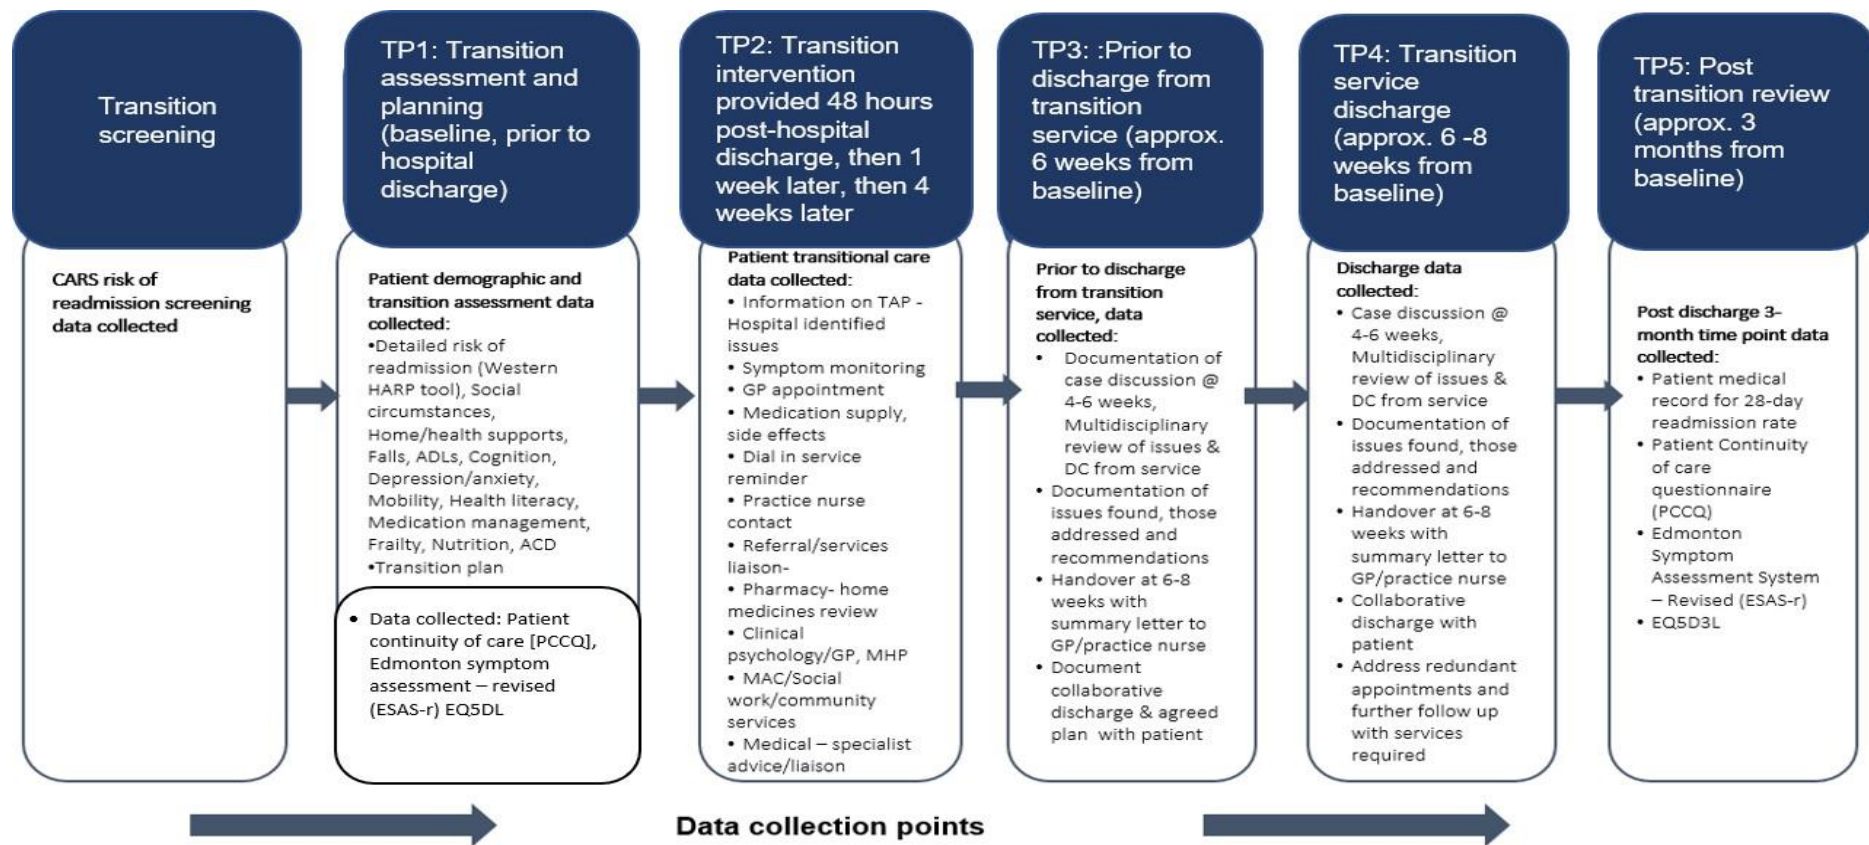 Transition
screening
CARS risk of
readmission screening
data collected
TP1: Transition
assessment and
planning
(baseline, prior to
hospital
discharge)
Patient demographic and
transition assessment data
collected:
•Detailed risk of
readmission (Western
HARP tool), Social
circumstances,
Home/health supports,
Falls, ADLs, Cognition,
Depression/anxiety,
Mobility, Health literacy,
Medication management,
Frailty, Nutrition, ACD
•Transition plan
• Data collected: Patient
continuity of care [PCCQ],
Edmonton symptom
assessment – revised
(ESAS-r) EQ5DL
TP2: Transition
intervention
provided 48 hours
post-hospital
discharge, then 1
week later, then 4
weeks later
Patient transitional care
data collected:
• Information on TAP -
Hospital identified
issues
• Symptom monitoring
• GP appointment
• Medication supply,
side effects
• Dial in service
reminder
• Practice nurse
contact
• Referral/services
liaison-
• Pharmacy- home
medicines review
• Clinical
psychology/GP, MHP
• MAC/Social
work/community
services
• Medical – specialist
advice/liaison
TP3: :Prior to
discharge from
transition
service (approx.
6 weeks from
baseline)
Prior to discharge
from transition
service, data
collected:
• Documentation of
case discussion @
4-6 weeks,
Multidisciplinary
review of issues &
DC from service
• Documentation of
issues found, those
addressed and
recommendations
• Handover at 6-8
weeks with
summary letter to
GP/practice nurse
• Document
collaborative
discharge & agreed
plan with patient
TP4: Transition
service
discharge
(approx. 6 -8
weeks from
baseline)
Discharge data
collected:
• Case discussion @
4-6 weeks,
Multidisciplinary
review of issues &
DC from service
• Documentation of
issues found, those
addressed and
recommendations
• Handover at 6-8
weeks with
summary letter to
GP/practice nurse
• Collaborative
discharge with
patient
• Address redundant
appointments and
further follow up
with services
required
TP5: Post
transition review
(approx. 3
months from
baseline)
Post discharge 3-
month time point data
collected:
• Patient medical
record for 28-day
readmission rate
• Patient Continuity
of care
questionnaire
(PCCQ)
• Edmonton
Symptom
Assessment System
– Revised (ESAS-r)
• EQ5D3L
Data collection points